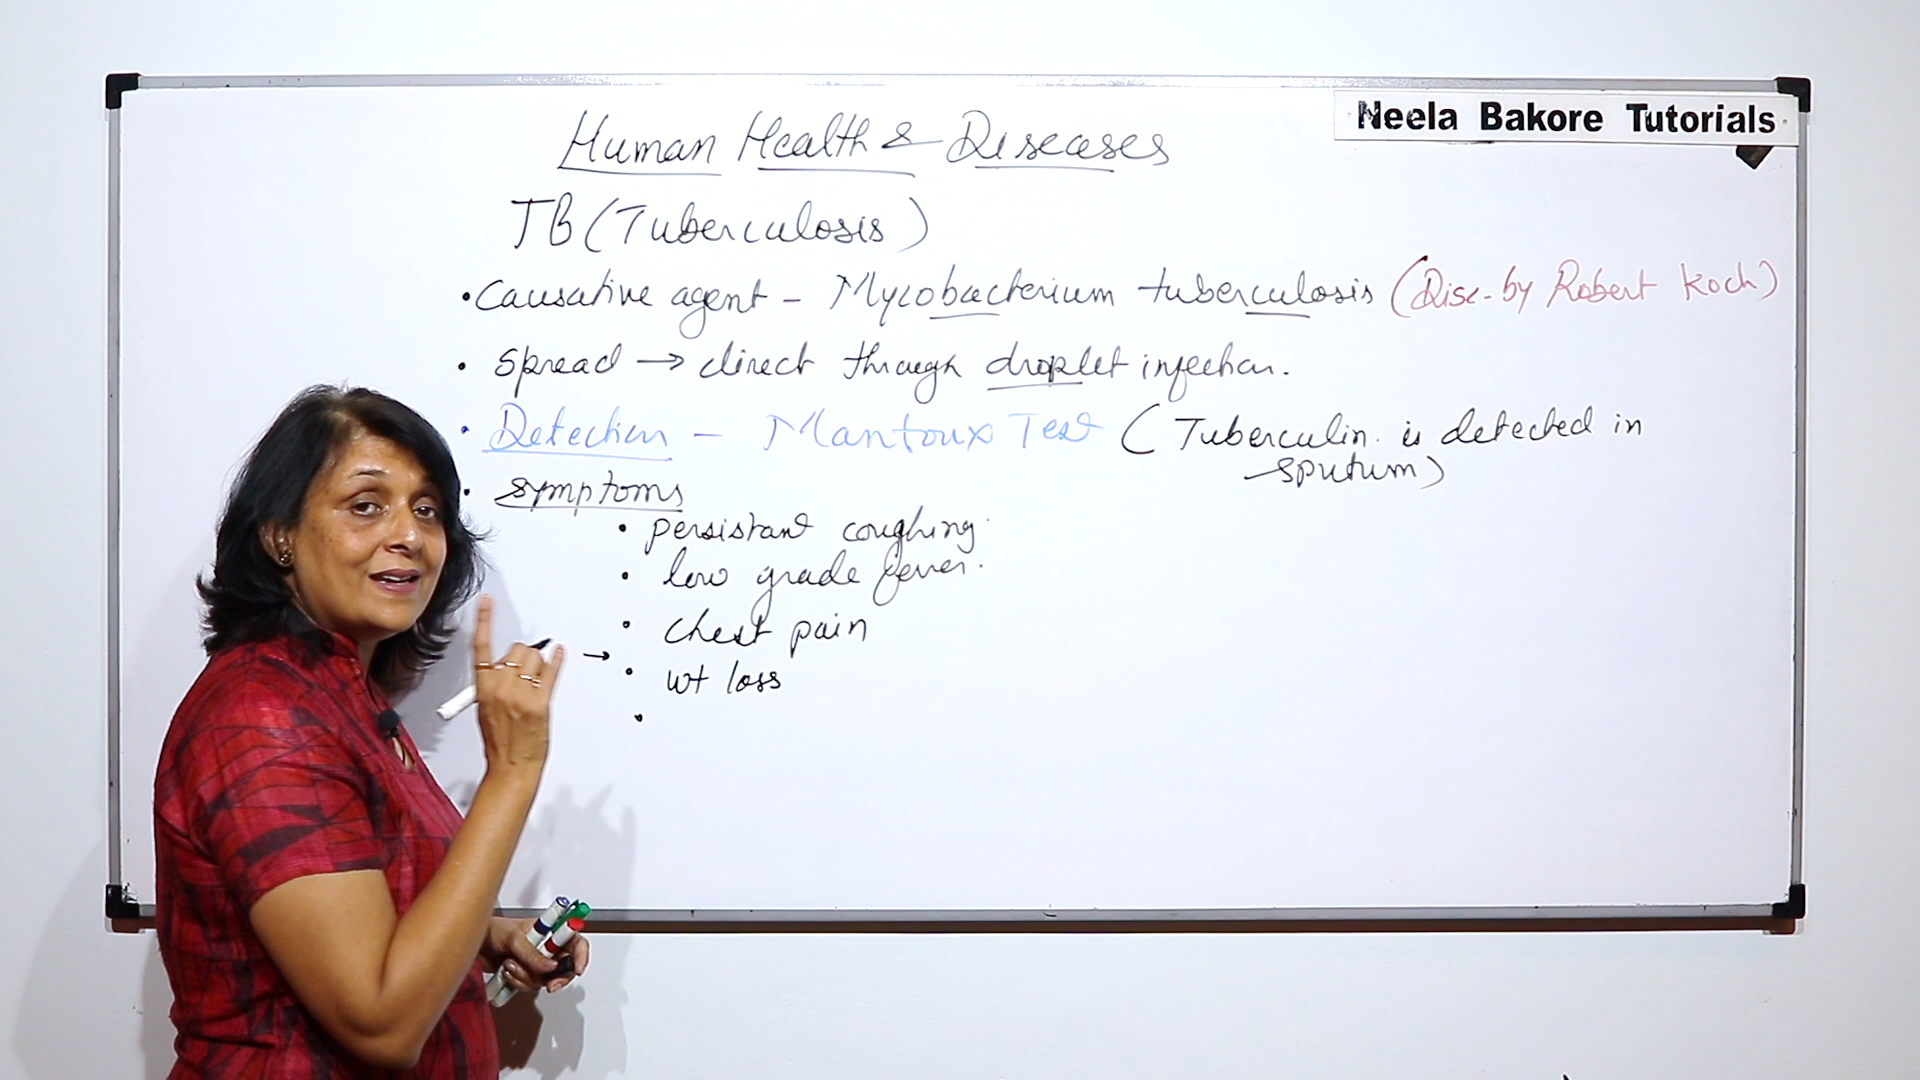 Neela Bakore Tutorials
Human Health & Diseases
TB (Tuberculosis)
• Causative agent - Mycobacterium tuberculosis (Disc-by Robert Koch)
• Spread → direct through droplet infection.
• Detection - Mantoux Test (Tuberculin is detected in
sputum)
• symptoms
• persistant coughing
• low grade fever.
• chest pain
→ • wt loss
•